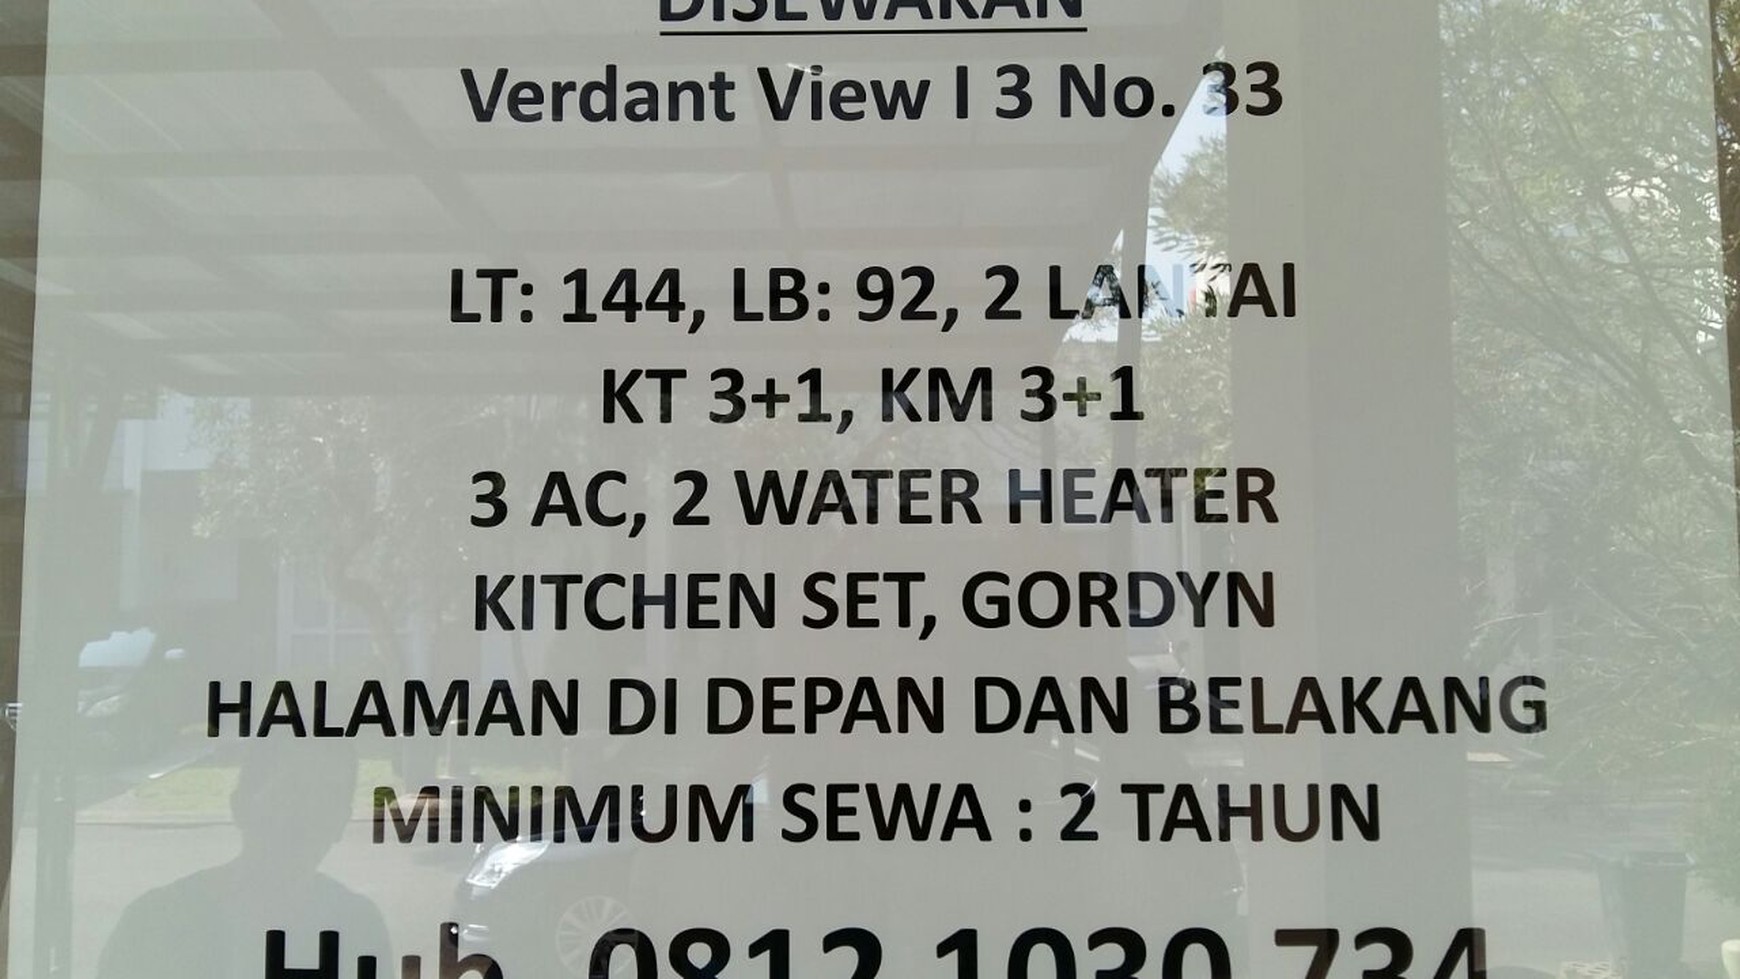 DISEWAKAN
Verdant View I 3 No. 33
LT: 144, LB: 92, 2 LANTAI
KT 3+1, KM 3+1
3 AC, 2 WATER HEATER
KITCHEN SET, GORDYN
HALAMAN DI DEPAN DAN BELAKANG
MINIMUM SEWA : 2 TAHUN
Hub. 0812 1030 734